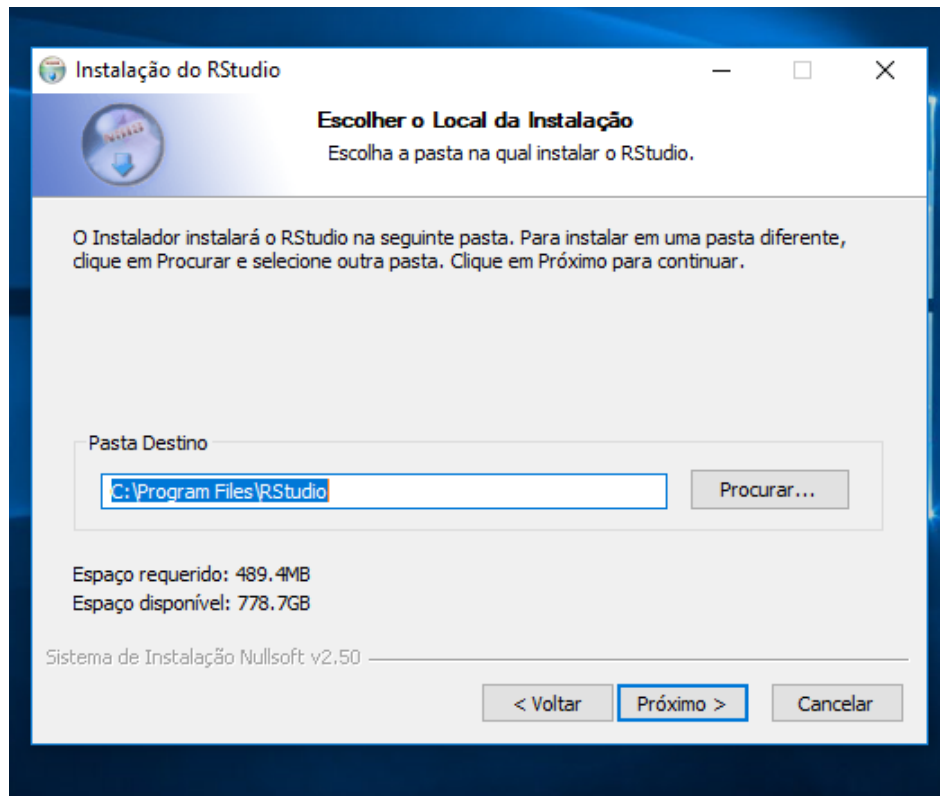 Instalação do RStudio
Escolher o Local da Instalação
Escolha a pasta na qual instalar o RStudio.
O Instalador instalará o RStudio na seguinte pasta. Para instalar em uma pasta diferente,
clique em Procurar e selecione outra pasta. Clique em Próximo para continuar.
Pasta Destino
C:\Program Files\RStudio
Procurar...
Espaço requerido: 489.4MB
Espaço disponível: 778.7GB
Sistema de Instalação Nullsoft v2.50
< Voltar
Próximo >
Cancelar